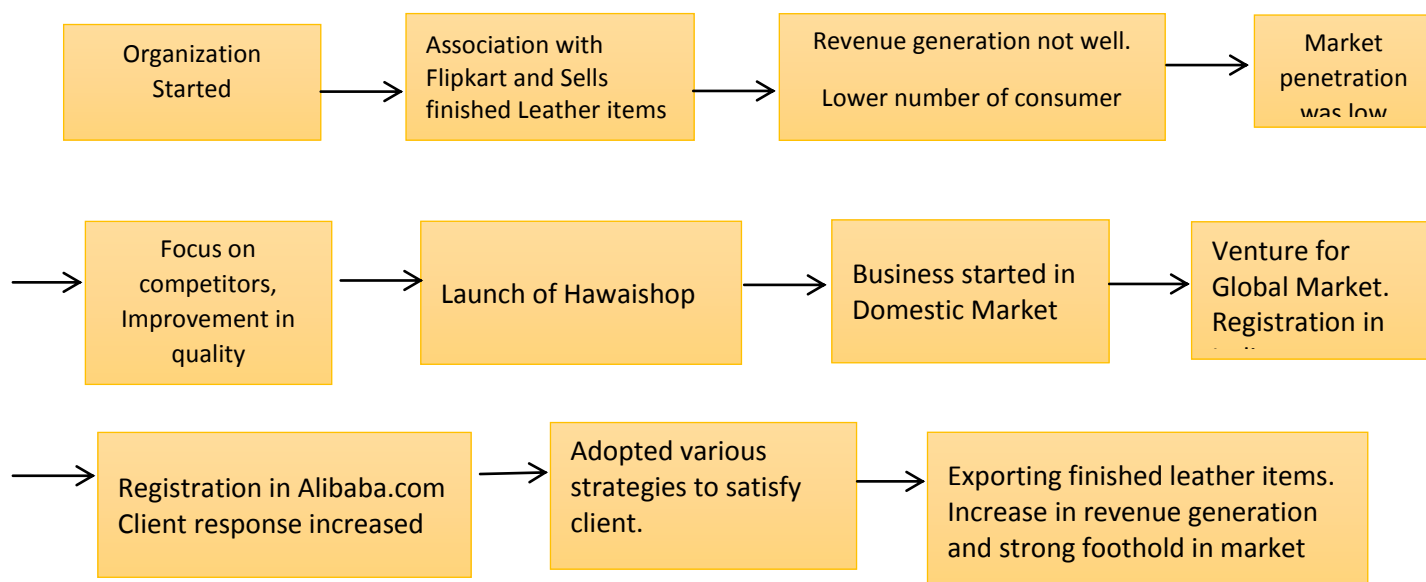 Organization
Started
Association with
Flipkart and Sells
finished Leather items
Revenue generation not well.
Lower number of consumer
Market
penetration
was low
Focus on
competitors,
Improvement in
quality
Launch of Hawaishop
Business started in
Domestic Market
Venture for
Global Market.
Registration in
Registration in Alibaba.com
Client response increased
Adopted various
strategies to satisfy
client.
Exporting finished leather items.
Increase in revenue generation
and strong foothold in market